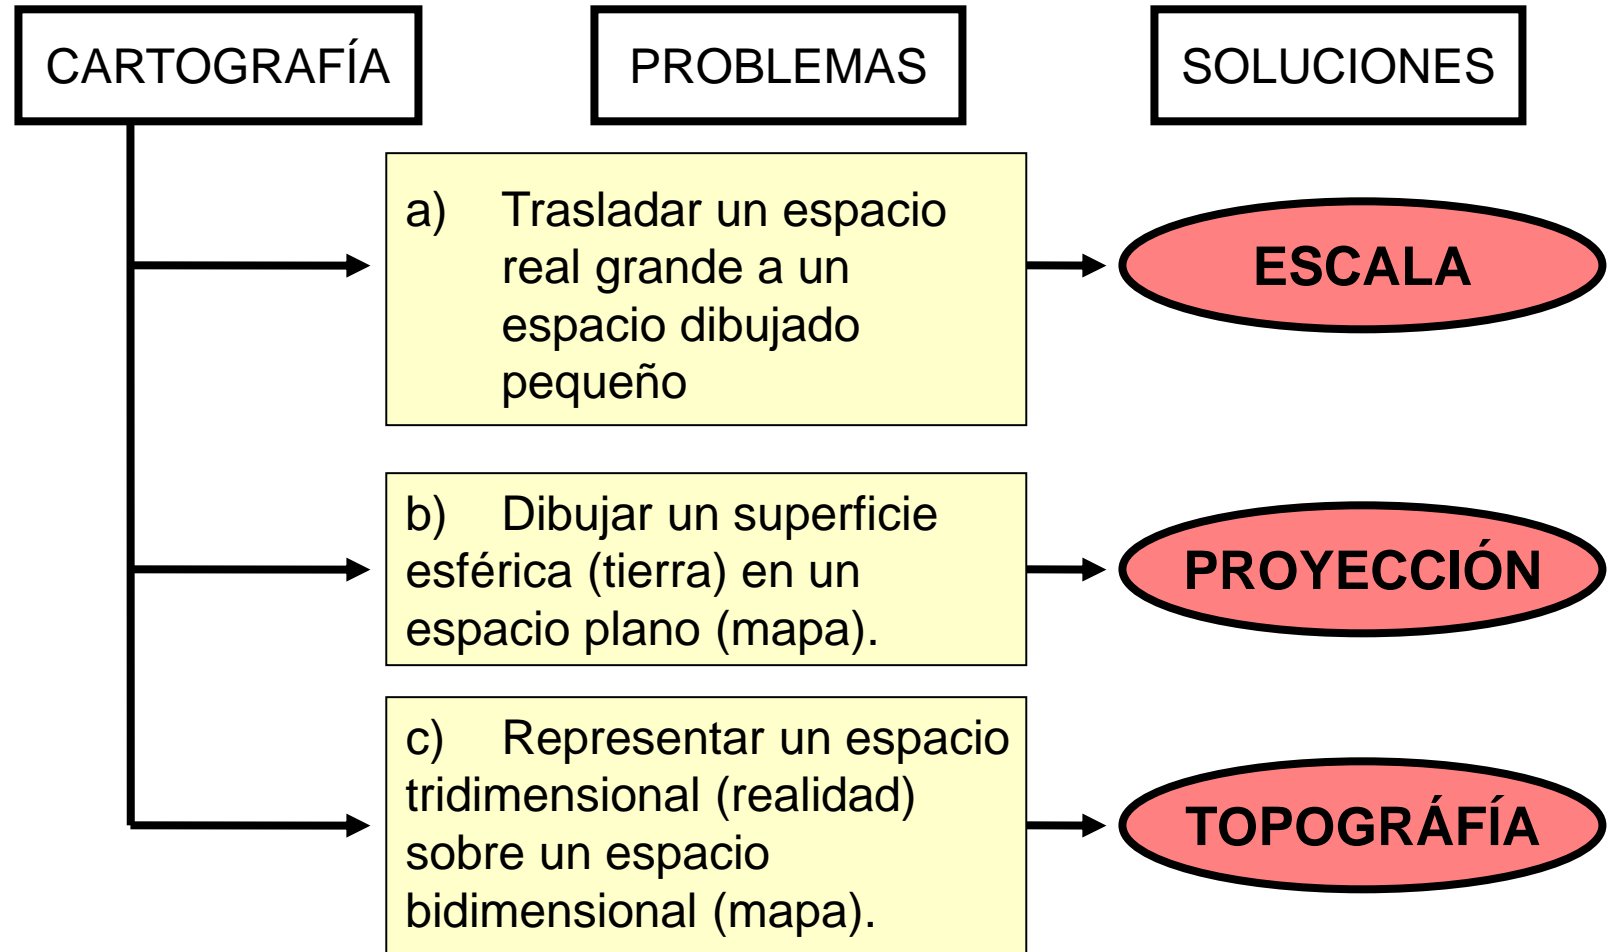 CARTOGRAFÍA
PROBLEMAS
SOLUCIONES
a) Trasladar un espacio
real grande a un
espacio dibujado
pequeño
ESCALA
b) Dibujar un superficie
esférica (tierra) en un
espacio plano (mapa).
PROYECCIÓN
c) Representar un espacio
tridimensional (realidad)
sobre un espacio
bidimensional (mapa).
TOPOGRÁFÍA